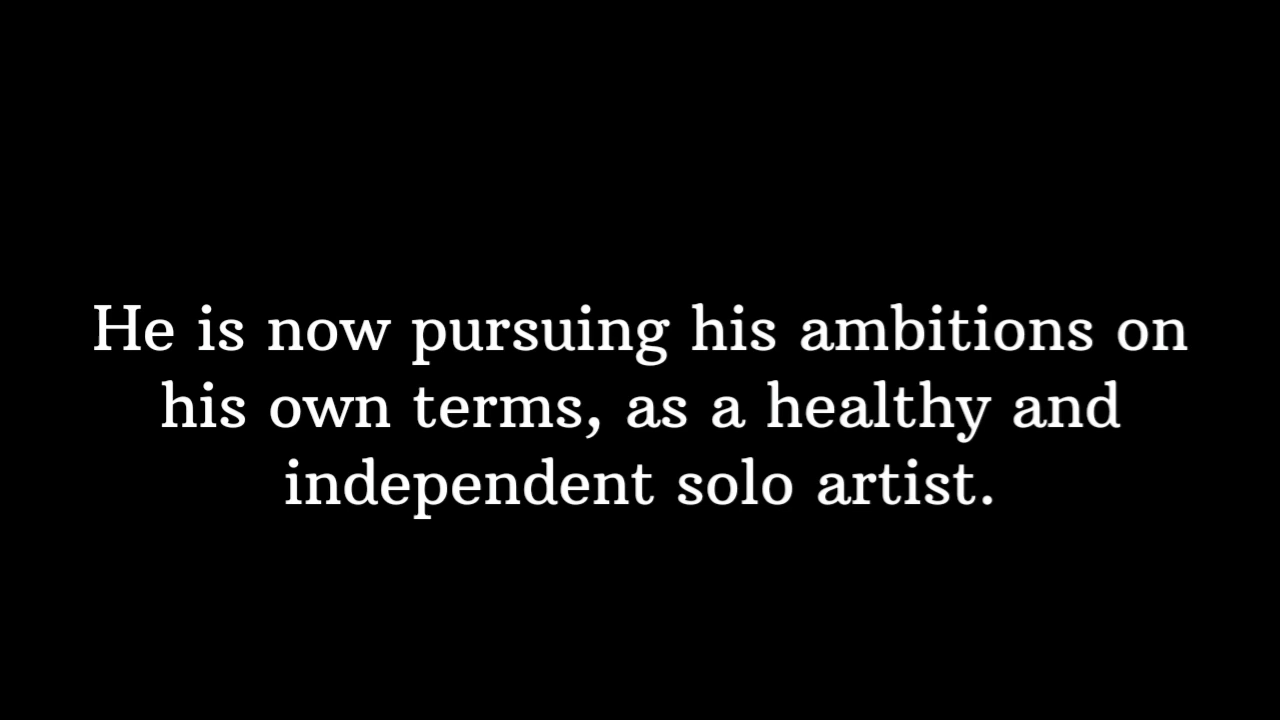 He is now pursuing his ambitions on
his own terms, as a healthy and
independent solo artist.